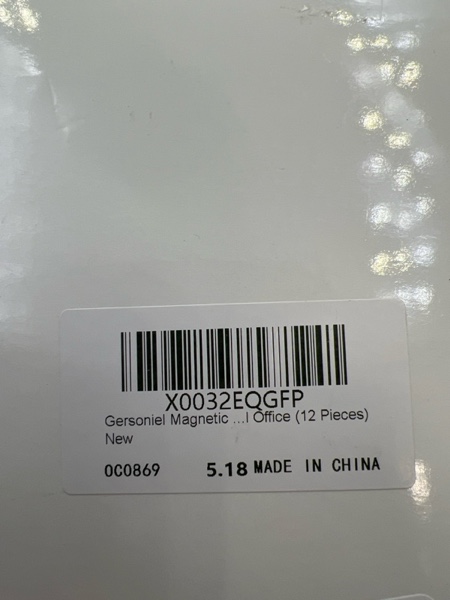 X0032EQGFP
Gersoniel Magnetic ...l Office (12 Pieces)
New
0C0869 5.18 MADE IN CHINA